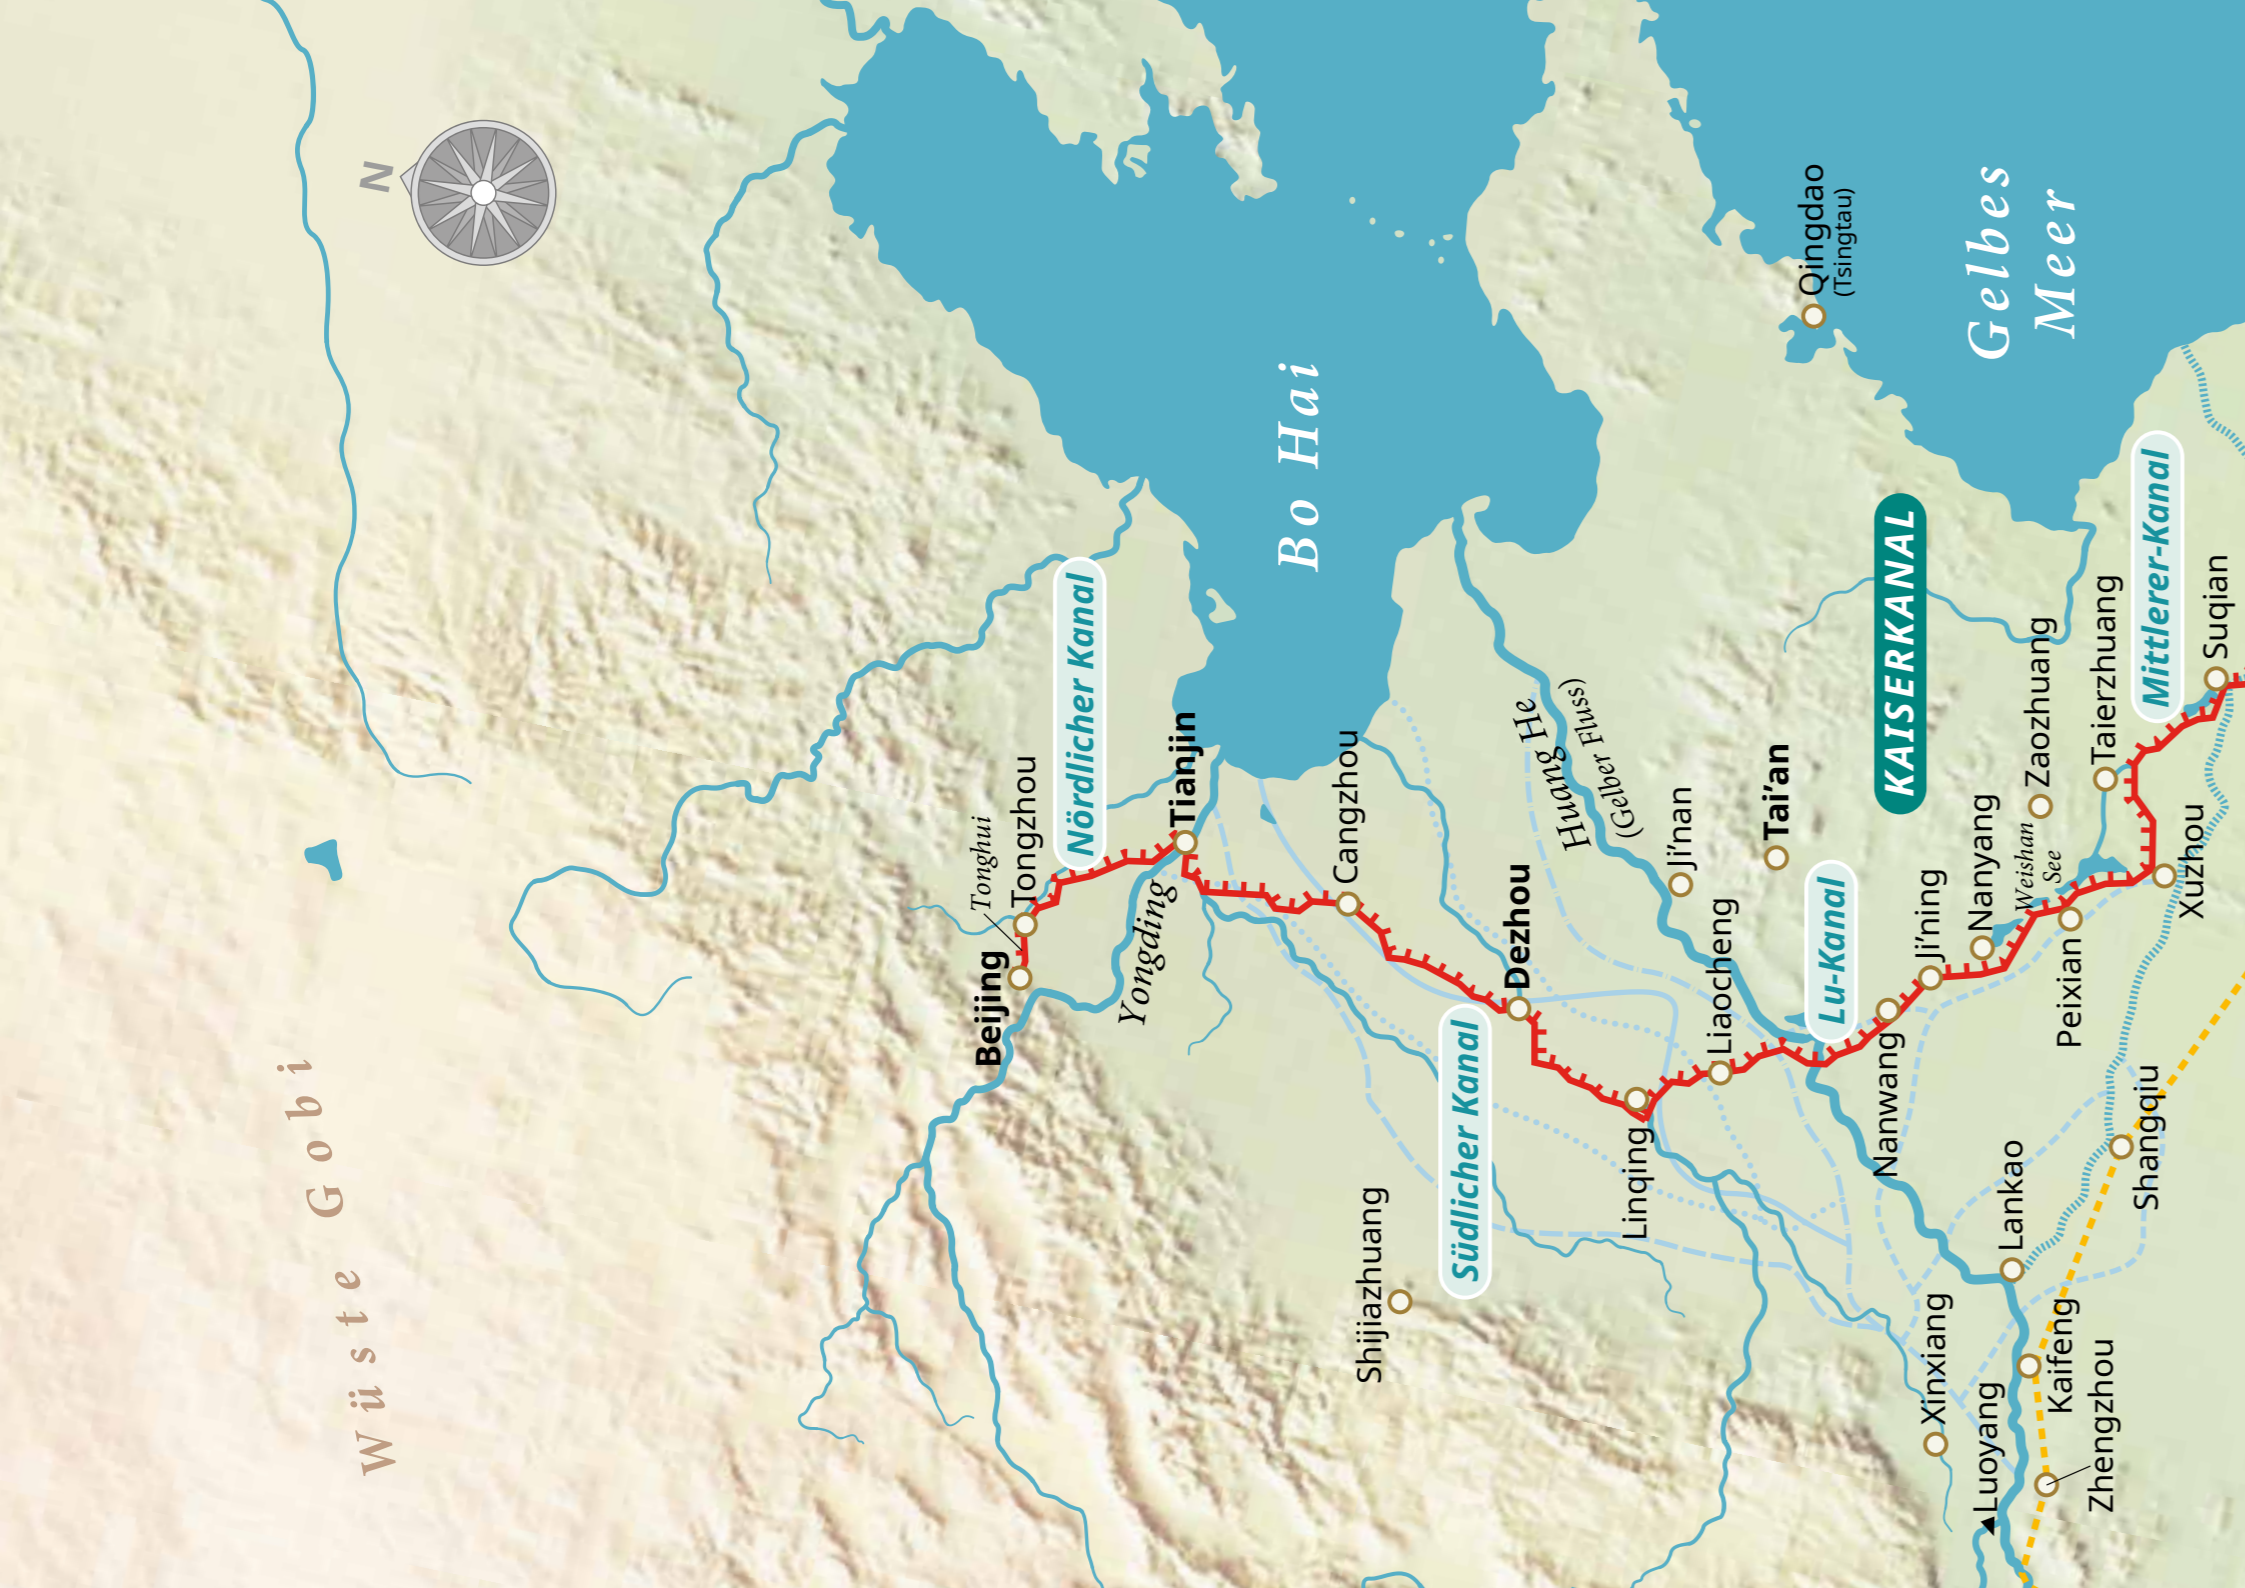 N
Wüste Gobi
Bo Hai
Gelbes
Meer
Qingdao
(Tsingtau)
Beijing
Tonghui
Tongzhou
Nördlicher Kanal
Tianjin
Yongding
Cangzhou
Dezhou
Südlicher Kanal
Shijiazhuang
Huang He
(Gelber Fluss)
Ji'nan
Tai'an
Linqing
Liaocheng
Lu-Kanal
KAISERKANAL
Nanwang
Ji'ning
Nanyang
Weishan
See
Zaozhuang
Peixian
Taierzhuang
Mittlerer-Kanal
Suqian
Xuzhou
Shangqiu
Lankao
Kaifeng
Xinxiang
Luoyang
Zhengzhou